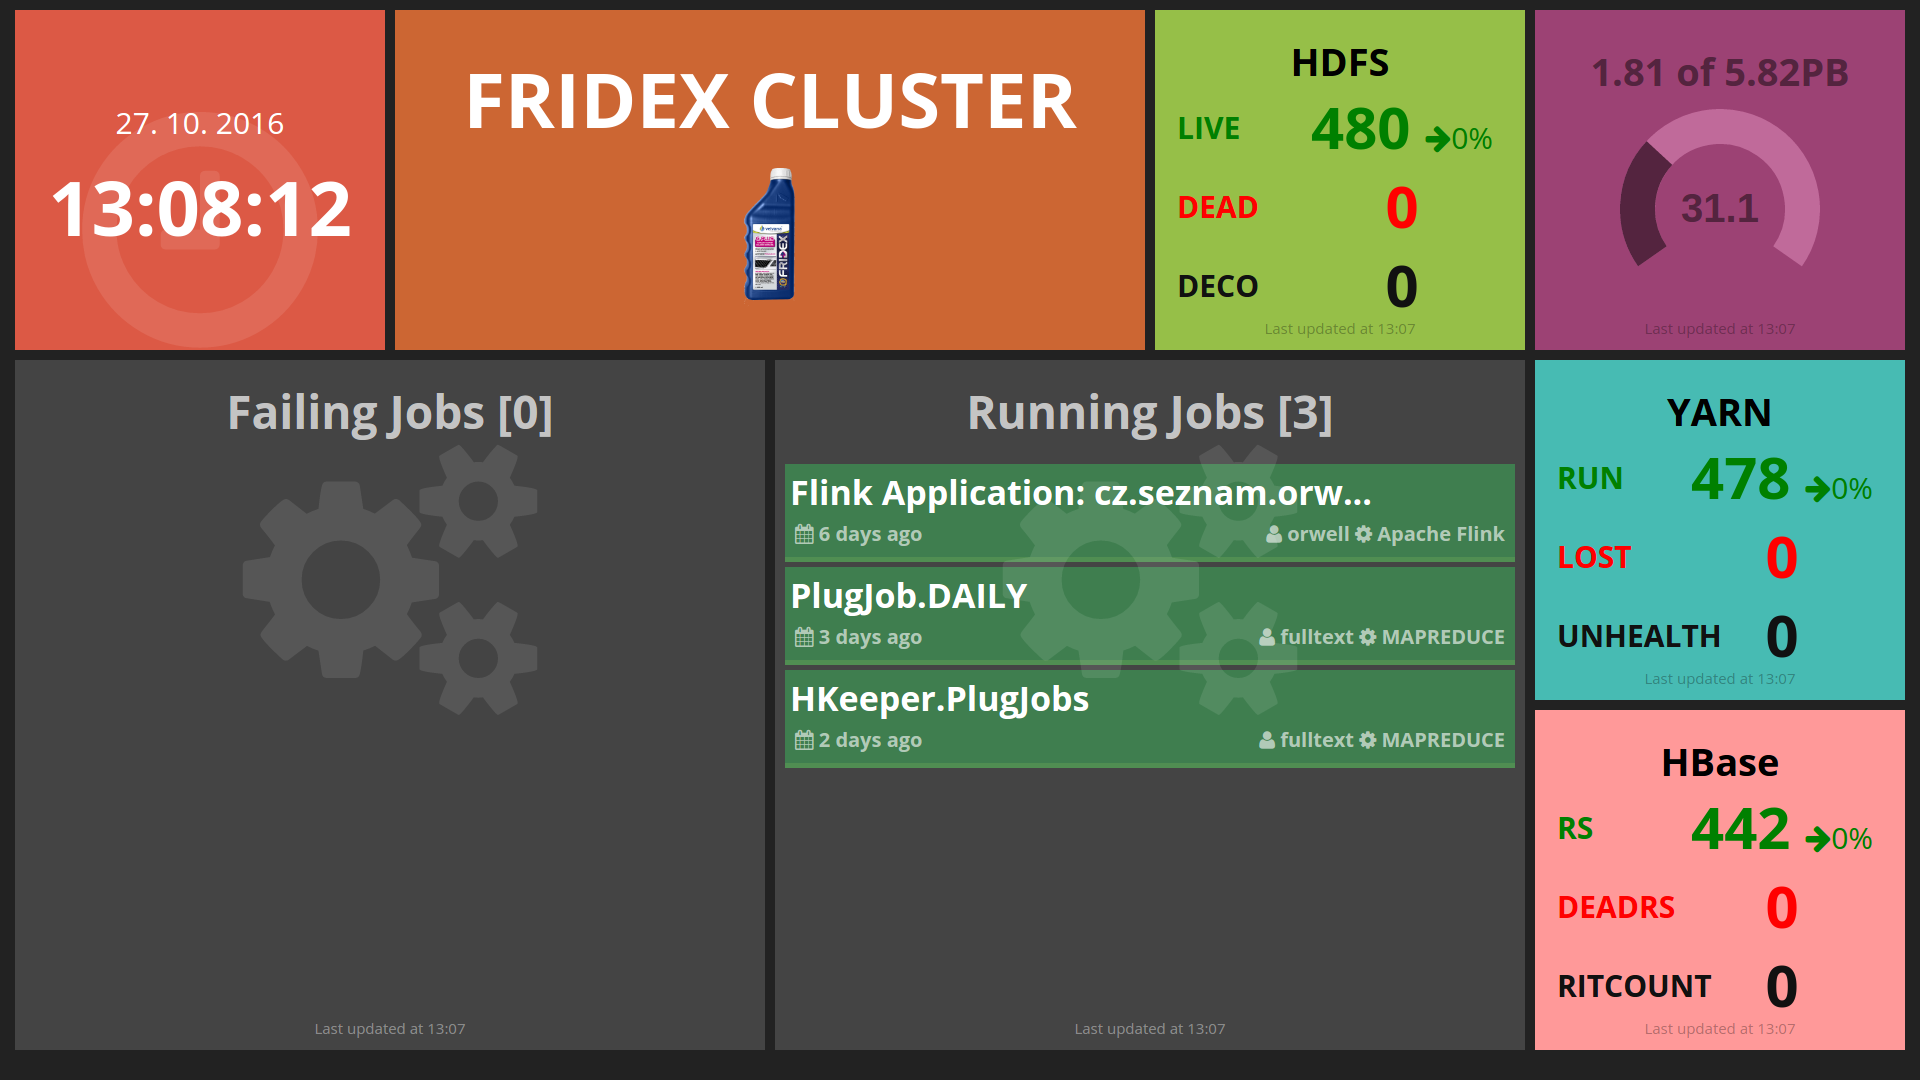 27. 10. 2016
13:08:12
FRIDEX CLUSTER
FRIDEX
HDFS
LIVE 480 0%
DEAD 0
DECO 0
Last updated at 13:07
1.81 of 5.82PB
31.1
Last updated at 13:07
Failing Jobs [0]
Last updated at 13:07
Running Jobs [3]
Flink Application: cz.seznam.orw...
6 days ago orwell Apache Flink
PlugJob.DAILY
3 days ago fulltext MAPREDUCE
HKeeper.PlugJobs
2 days ago fulltext MAPREDUCE
Last updated at 13:07
YARN
RUN 478 0%
LOST 0
UNHEALTH 0
Last updated at 13:07
HBase
RS 442 0%
DEADRS 0
RITCOUNT 0
Last updated at 13:07